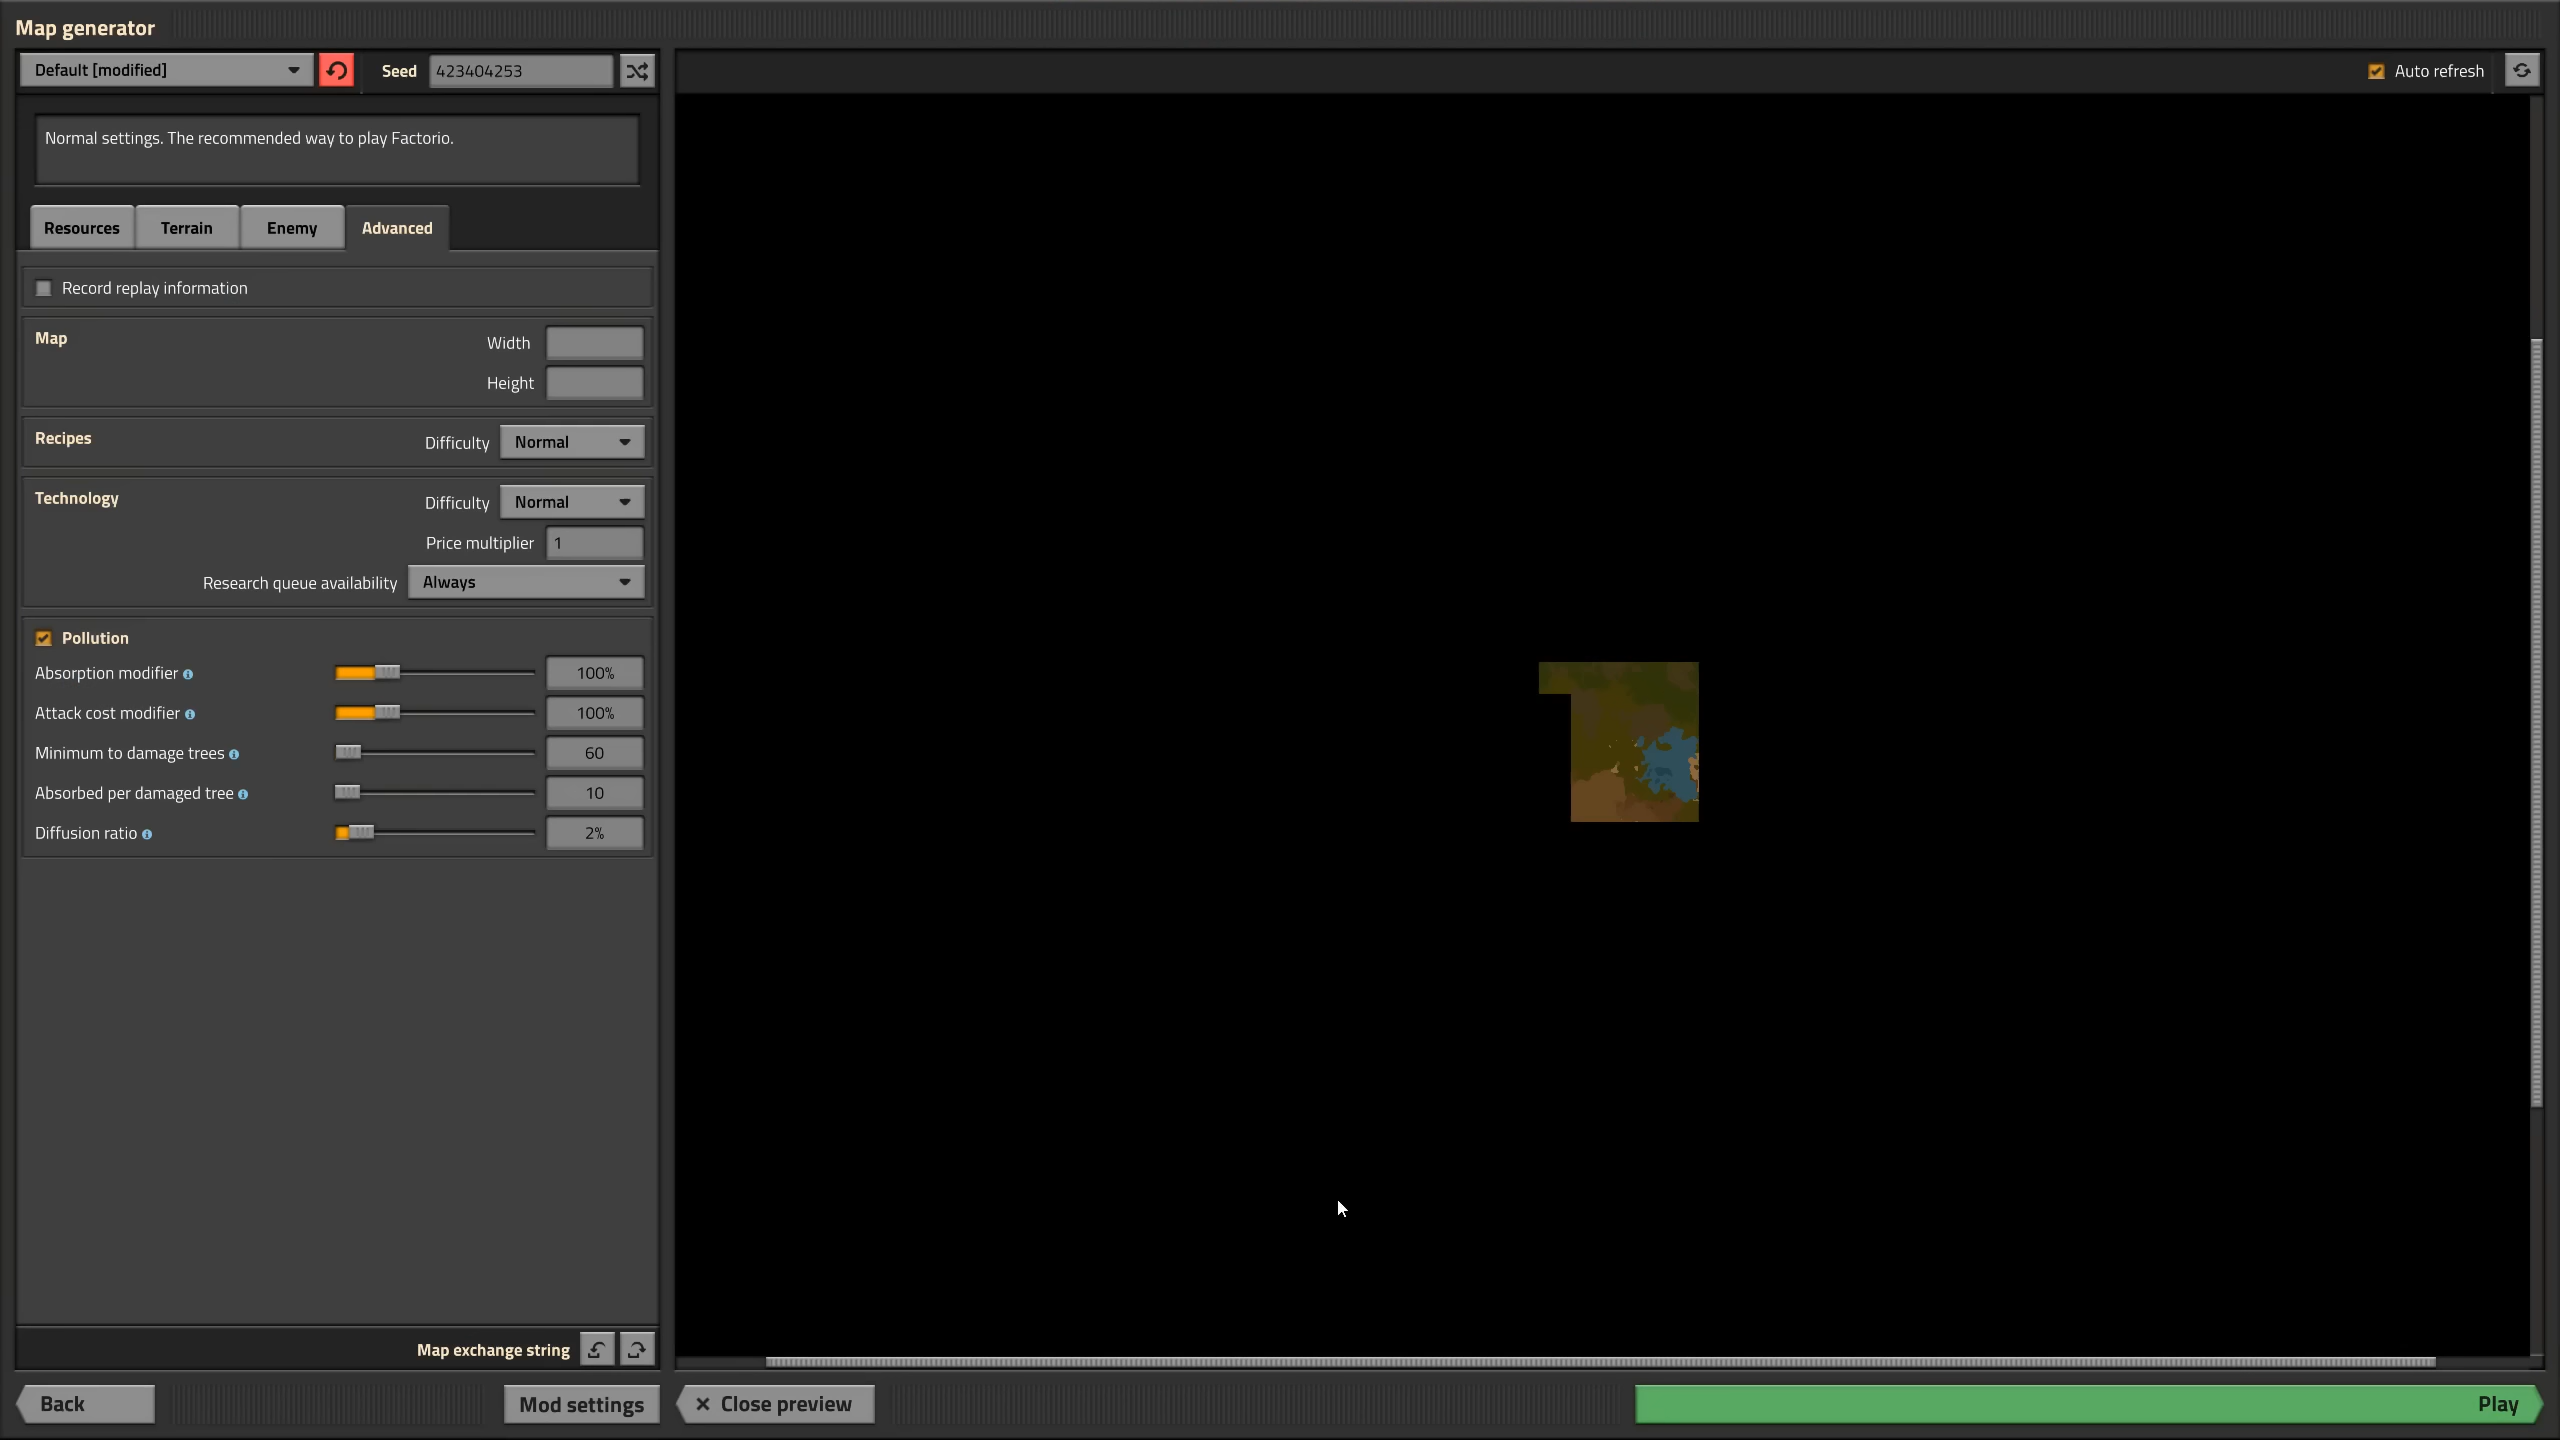 Map generator
Default [modified]
Seed
423404253
Auto refresh
Normal settings. The recommended way to play Factorio.
Resources
Terrain
Enemy
Advanced
Record replay information
Map
Width
Height
Recipes
Difficulty
Normal
Technology
Difficulty
Normal
Price multiplier
1
Research queue availability
Always
Pollution
Absorption modifier
100%
Attack cost modifier
100%
Minimum to damage trees
60
Absorbed per damaged tree
10
Diffusion ratio
2%
Map exchange string
Back
Mod settings
Close preview
Play